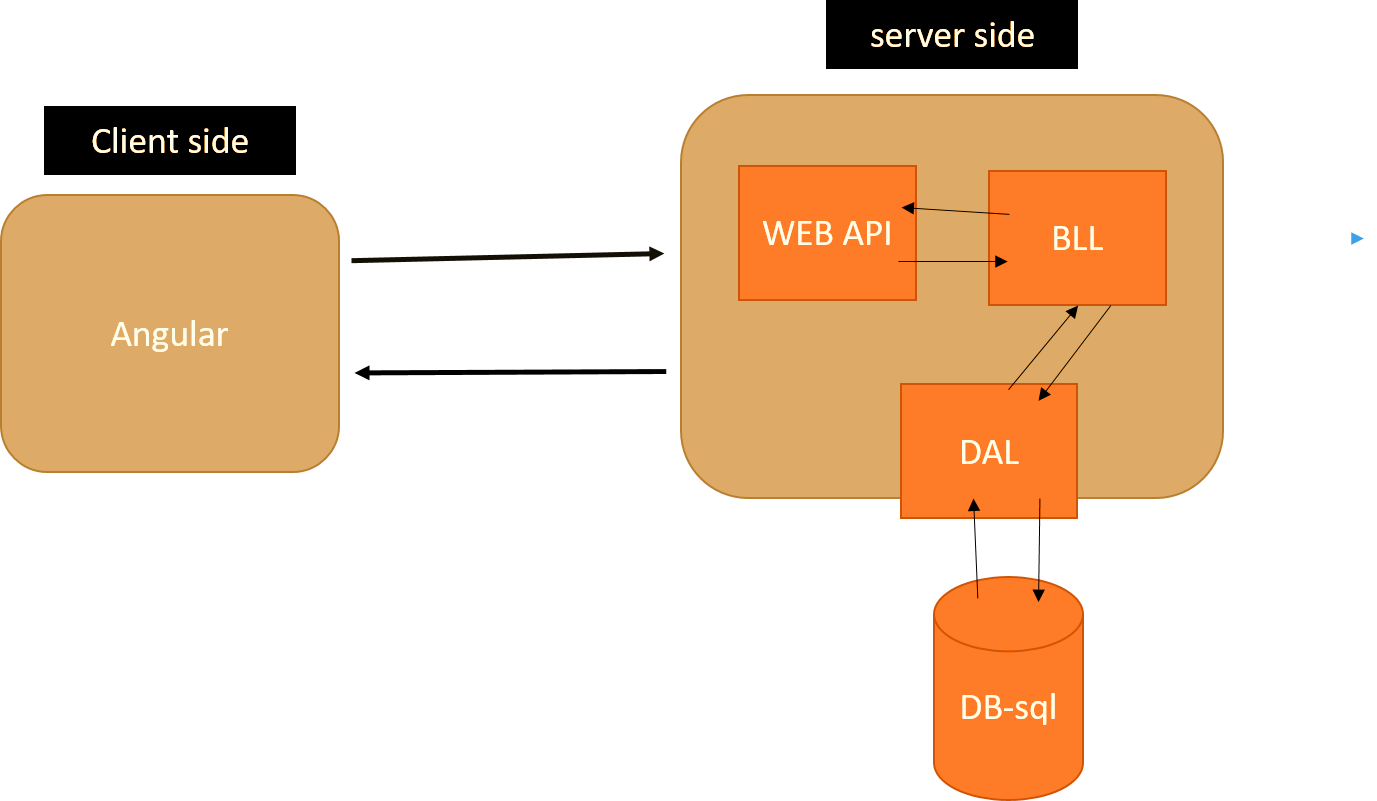 server side
Client side
WEB API
BLL
Angular
DAL
DB-sql